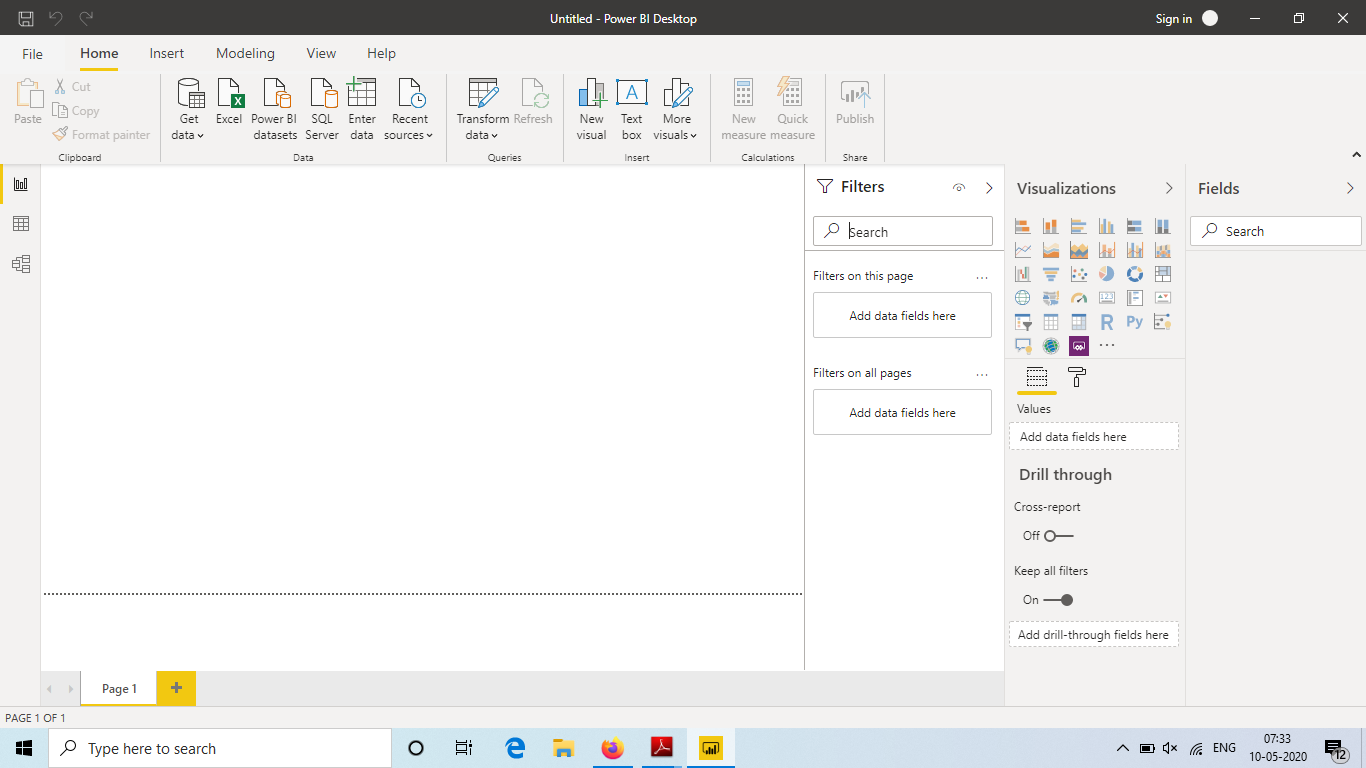 Untitled - Power BI Desktop
Sign in
File Home Insert Modeling View Help
Paste
Cut
Copy
Format painter
Clipboard
Get data
Excel
Power BI datasets
SQL Server
Enter data
Recent sources
Data
Transform data
Refresh
Queries
New visual
Text box
More visuals
Insert
New measure
Quick measure
Calculations
Publish
Share
Filters
Search
Filters on this page
Add data fields here
Filters on all pages
Add data fields here
Visualizations
123
R
Py
Values
Add data fields here
Drill through
Cross-report
Off
Keep all filters
On
Add drill-through fields here
Fields
Search
Page 1
PAGE 1 OF 1
Type here to search
ENG
07:33
10-05-2020
12